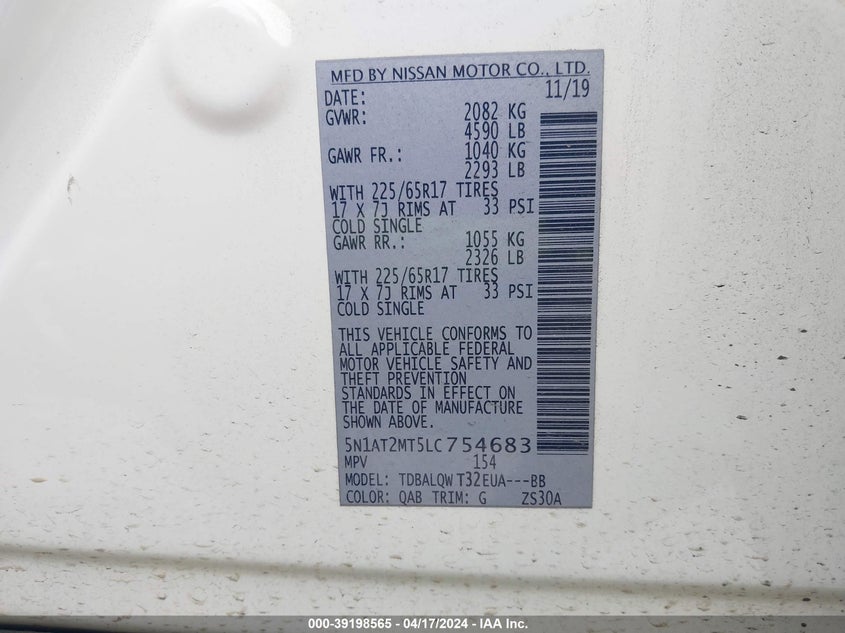 MFD BY NISSAN MOTOR CO., LTD.
DATE: 11/19
GVWR: 2082 KG
4590 LB
GAWR FR.: 1040 KG
2293 LB
WITH 225/65R17 TIRES
17 X 7J RIMS AT 33 PSI
COLD SINGLE
GAWR RR.: 1055 KG
2326 LB
WITH 225/65R17 TIRES
17 X 7J RIMS AT 33 PSI
COLD SINGLE
THIS VEHICLE CONFORMS TO
ALL APPLICABLE FEDERAL
MOTOR VEHICLE SAFETY AND
THEFT PREVENTION
STANDARDS IN EFFECT ON
THE DATE OF MANUFACTURE
SHOWN ABOVE.
5N1AT2MT5LC754683
MPV 154
MODEL: TDBALQW T32EUA---BB
COLOR: QAB TRIM: G ZS30A
000-39198565 - 04/17/2024 - IAA Inc.